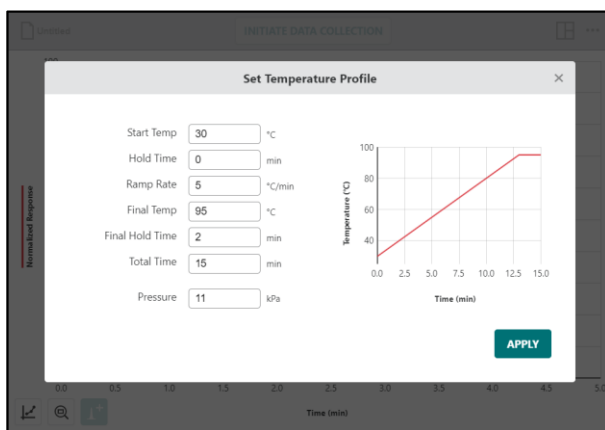 Untitled
INITIATE DATA COLLECTION
100
Set Temperature Profile
Start Temp 30 °C
Hold Time 0 min
Ramp Rate 5 °C/min
Final Temp 95 °C
Final Hold Time 2 min
Total Time 15 min
Pressure 11 kPa
Temperature (°C)
100
80
60
40
0.0 2.5 5.0 7.5 10.0 12.5 15.0
Time (min)
APPLY
Normalized Response
0.0 0.5 1.0 1.5 2.0 2.5 3.0 3.5 4.0 4.5 5.0
Time (min)